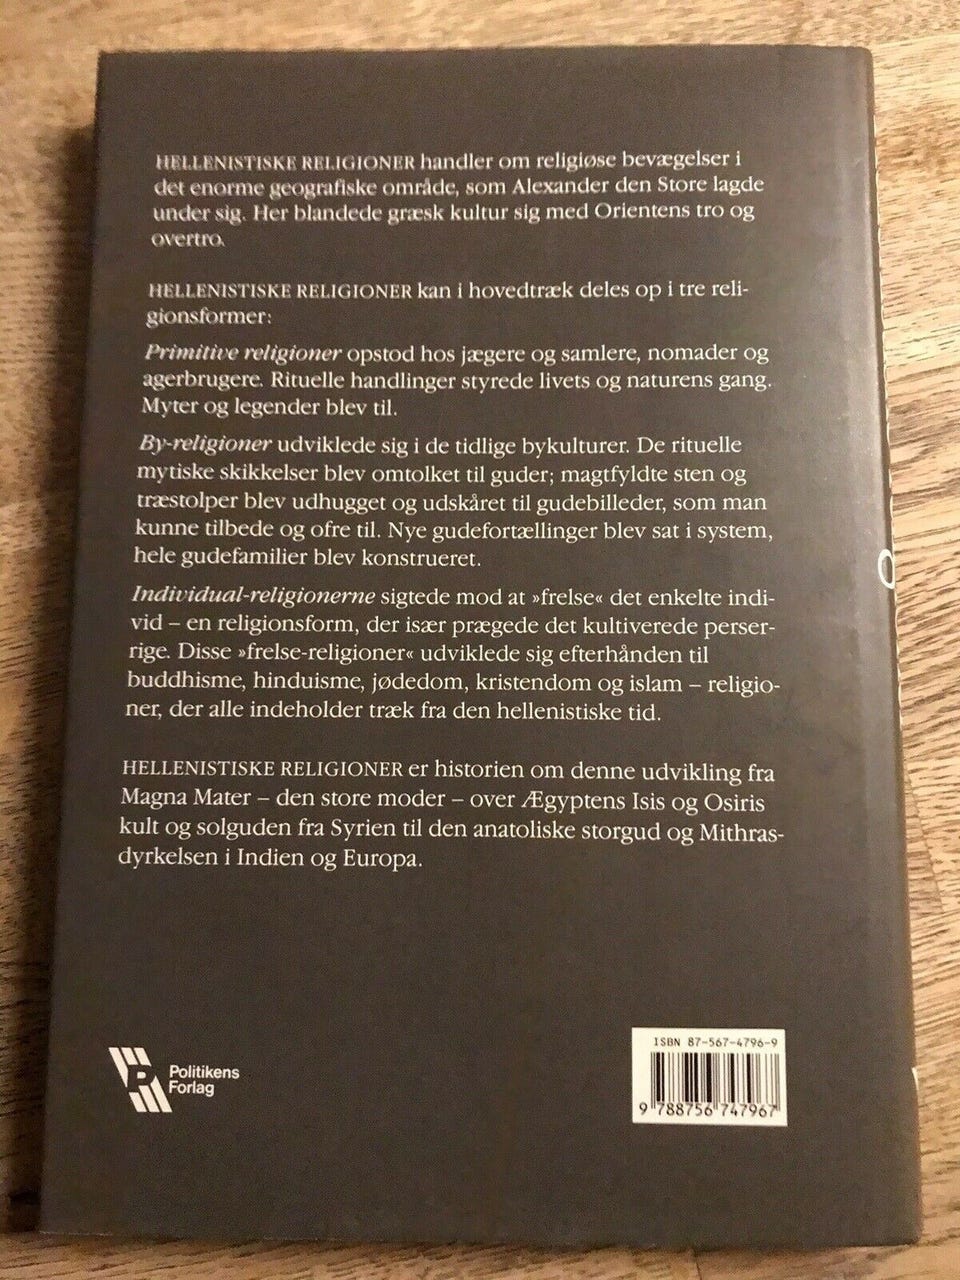 HELLENISTISKE RELIGIONER handler om religiøse bevægelser i
det enorme geografiske område, som Alexander den Store lagde
under sig. Her blandede græsk kultur sig med Orientens tro og
overtro.
HELLENISTISKE RELIGIONER kan i hovedtræk deles op i tre reli-
gionsformer:
Primitive religioner opstod hos jægere og samlere, nomader og
agerbrugere. Rituelle handlinger styrede livets og naturens gang.
Myter og legender blev til.
By-religioner udviklede sig i de tidlige bykulturer. De rituelle
mytiske skikkelser blev omtolket til guder; magtfyldte sten og
træstolper blev udhugget og udskåret til gudebilleder, som man
kunne tilbede og ofre til. Nye gudefortællinger blev sat i system,
hele gudefamilier blev konstrueret.
Individual-religionerne sigtede mod at »frelse« det enkelte indi-
vid – en religionsform, der især prægede det kultiverede perser-
rige. Disse »frelse-religioner« udviklede sig efterhånden til
buddhisme, hinduisme, jødedom, kristendom og islam – religio-
ner, der alle indeholder træk fra den hellenistiske tid.
HELLENISTISKE RELIGIONER er historien om denne udvikling fra
Magna Mater – den store moder – over Ægyptens Isis og Osiris
kult og solguden fra Syrien til den anatoliske storgud og Mithras-
dyrkelsen i Indien og Europa.
P
Politikens
Forlag
ISBN 87-567-4796-9
9 788756 747967